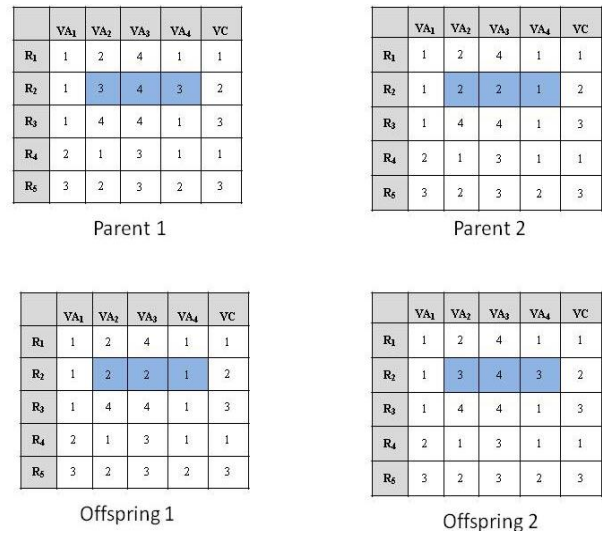 VA₁ VA₂ VA₃ VA₄ VC
R₁ 1 2 4 1 1
R₂ 1 3 4 3 2
R₃ 1 4 4 1 3
R₄ 2 1 3 1 1
R₅ 3 2 3 2 3
Parent 1
VA₁ VA₂ VA₃ VA₄ VC
R₁ 1 2 4 1 1
R₂ 1 2 2 1 2
R₃ 1 4 4 1 3
R₄ 2 1 3 1 1
R₅ 3 2 3 2 3
Parent 2
VA₁ VA₂ VA₃ VA₄ VC
R₁ 1 2 4 1 1
R₂ 1 2 2 1 2
R₃ 1 4 4 1 3
R₄ 2 1 3 1 1
R₅ 3 2 3 2 3
Offspring 1
VA₁ VA₂ VA₃ VA₄ VC
R₁ 1 2 4 1 1
R₂ 1 3 4 3 2
R₃ 1 4 4 1 3
R₄ 2 1 3 1 1
R₅ 3 2 3 2 3
Offspring 2